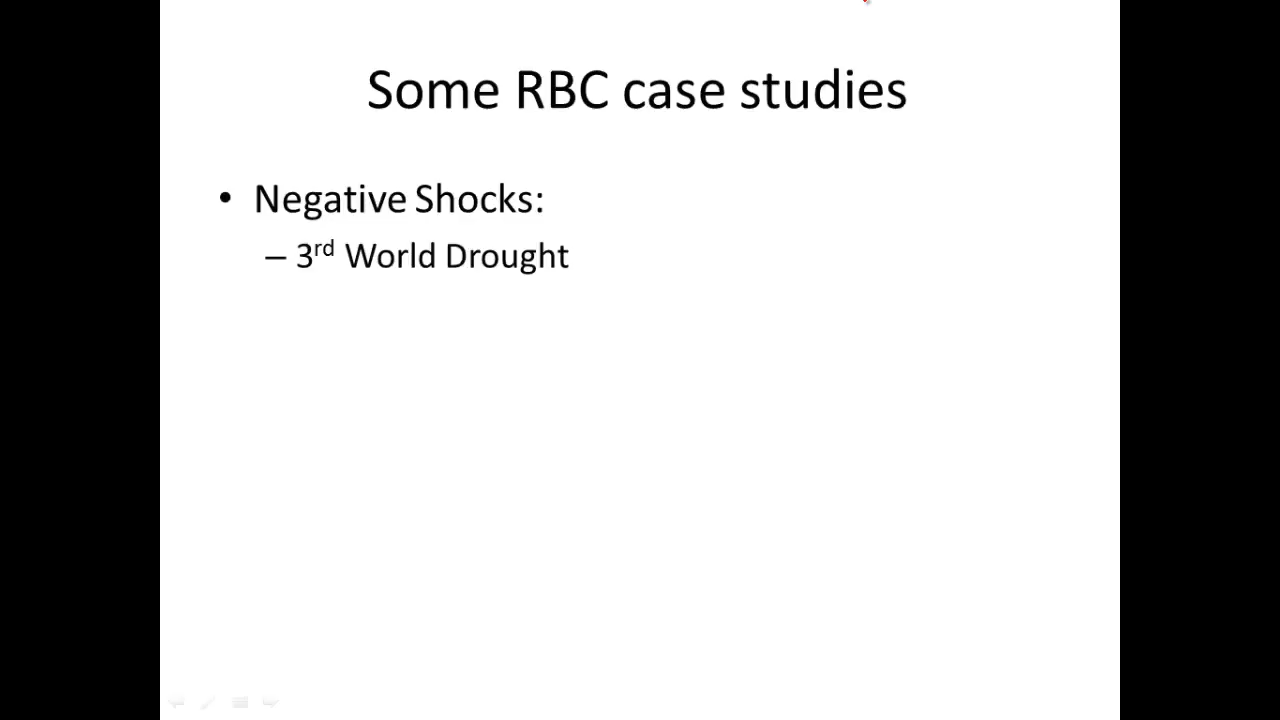 Some RBC case studies
• Negative Shocks:
– 3rd World Drought